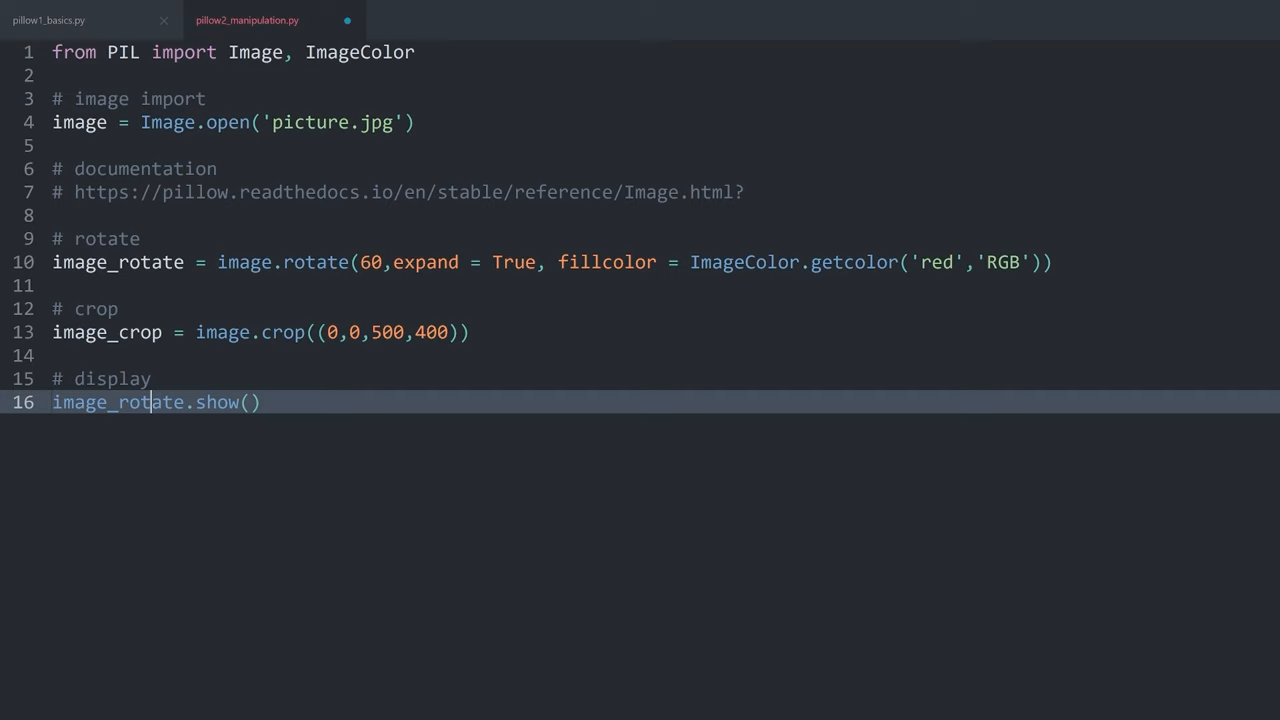 pillow1_basics.py
pillow2_manipulation.py
1 from PIL import Image, ImageColor
2
3 # image import
4 image = Image.open('picture.jpg')
5
6 # documentation
7 # https://pillow.readthedocs.io/en/stable/reference/Image.html?
8
9 # rotate
10 image_rotate = image.rotate(60,expand = True, fillcolor = ImageColor.getcolor('red','RGB'))
11
12 # crop
13 image_crop = image.crop((0,0,500,400))
14
15 # display
16 image_rotate.show()